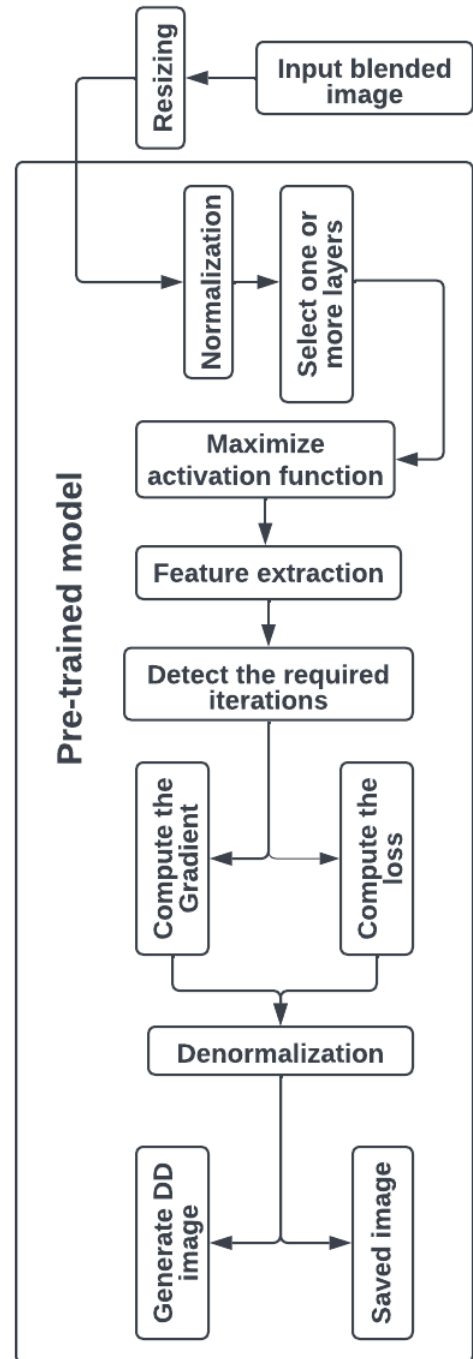 Input blended
image
Resizing
Pre-trained model
Normalization
Select one or
more layers
Maximize
activation function
Feature extraction
Detect the required
iterations
Compute the
Gradient
Compute the
loss
Denormalization
Generate DD
image
Saved image